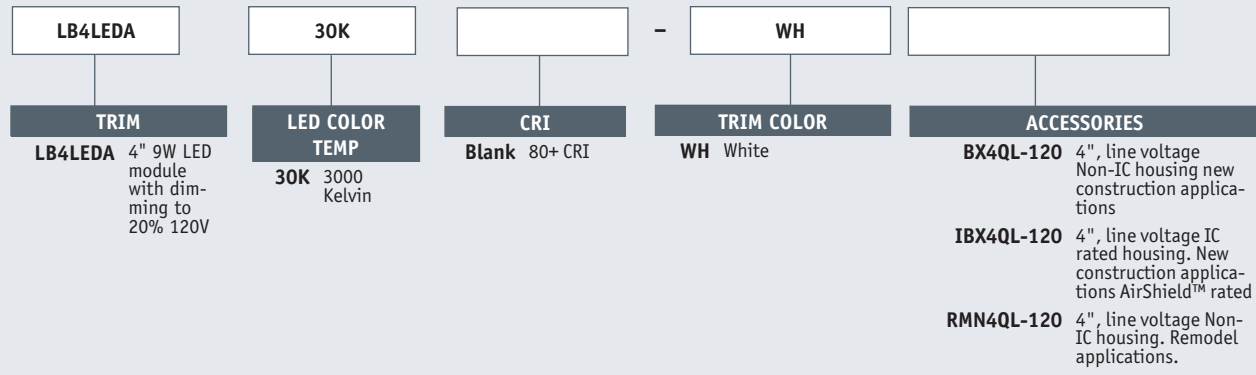 LB4LEDA
30K
–
WH
TRIM
LB4LEDA 4" 9W LED
module
with dim-
ming to
20% 120V
LED COLOR
TEMP
30K 3000
Kelvin
CRI
Blank 80+ CRI
TRIM COLOR
WH White
ACCESSORIES
BX4QL-120 4", line voltage
Non-IC housing new
construction applica-
tions
IBX4QL-120 4", line voltage IC
rated housing. New
construction applica-
tions AirShield™ rated
RMN4QL-120 4", line voltage Non-
IC housing. Remodel
applications.